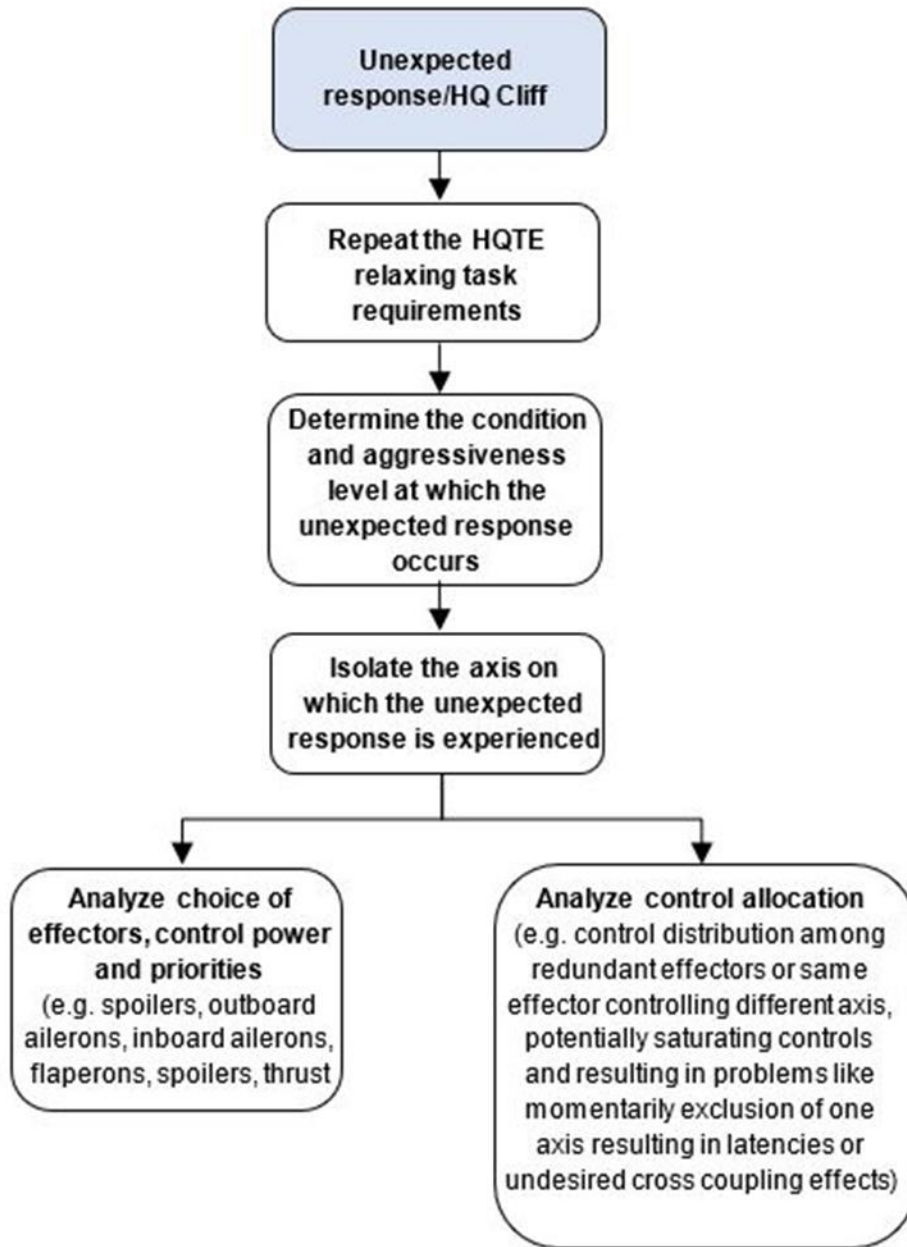 Unexpected
response/HQ Cliff
Repeat the HQTE
relaxing task
requirements
Determine the condition
and aggressiveness
level at which the
unexpected response
occurs
Isolate the axis on
which the unexpected
response is experienced
Analyze choice of
effectors, control power
and priorities
(e.g. spoilers, outboard
ailerons, inboard ailerons,
flaperons, spoilers, thrust
Analyze control allocation
(e.g. control distribution among
redundant effectors or same
effector controlling different axis,
potentially saturating controls
and resulting in problems like
momentarily exclusion of one
axis resulting in latencies or
undesired cross coupling effects)